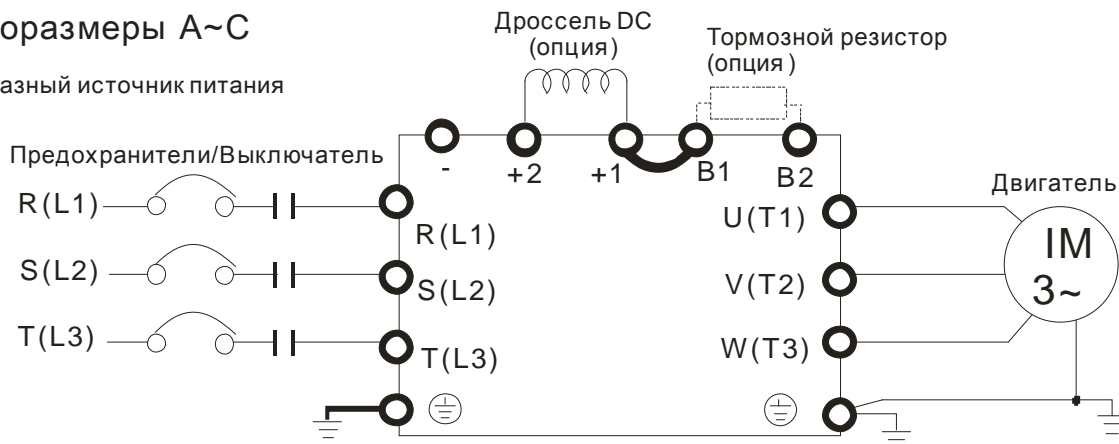 оразмеры A~C
азный источник питания
Дроссель DC
(опция)
Тормозной резистор
(опция)
Предохранители/Выключатель
- +2 +1 B1 B2
Двигатель
R(L1) R(L1) U(T1)
S(L2) S(L2) V(T2)
T(L3) T(L3) W(T3)
IM
3~